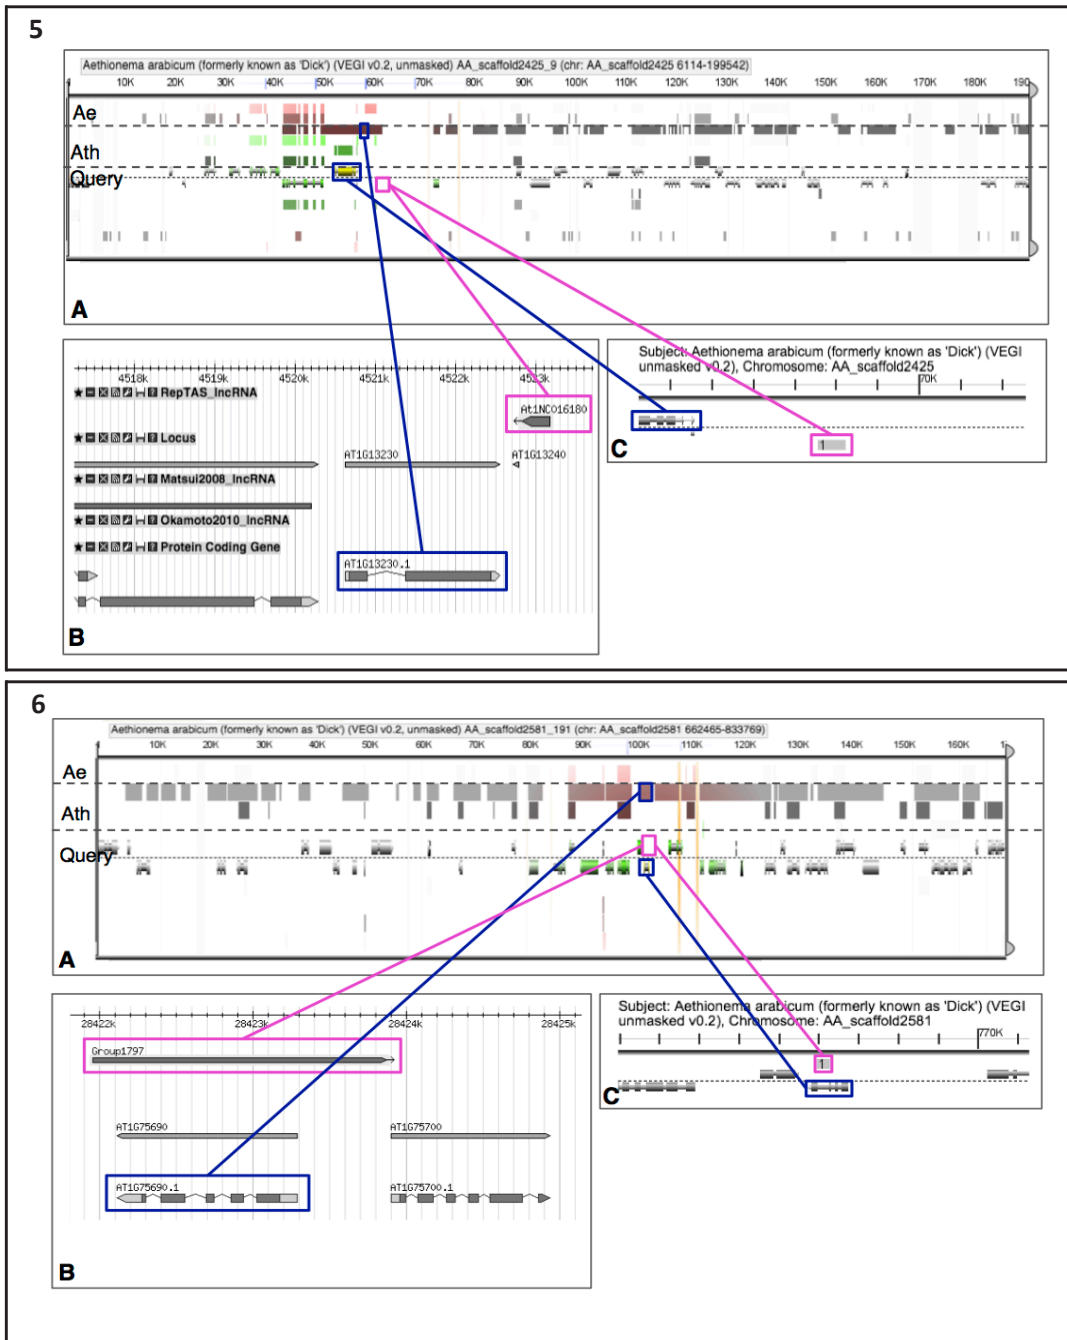 5
Aethionema arabicum (formerly known as 'Dick') (VEGI v0.2, unmasked) AA_scaffold2425_9 (chr: AA_scaffold2425 6114-199542)
10K 20K 30K 40K 50K 60K 70K 80K 90K 100K 110K 120K 130K 140K 150K 160K 170K 180K 190
Ae
Ath
Query
A
4518k 4519k 4520k 4521k 4522k 4523k
RepTAS_lncRNA
At1NC016180
Locus
AT1G13230 AT1G13240
Matsui2008_lncRNA
Okamoto2010_lncRNA
Protein Coding Gene
AT1G13230.1
B
Subject: Aethionema arabicum (formerly known as 'Dick') (VEGI
unmasked v0.2), Chromosome: AA_scaffold2425
70K
1
C
6
Aethionema arabicum (formerly known as 'Dick') (VEGI v0.2, unmasked) AA_scaffold2581_191 (chr: AA_scaffold2581 662465-833769)
10K 20K 30K 40K 50K 60K 70K 80K 90K 100K 110K 120K 130K 140K 150K 160K 1
Ae
Ath
Query
A
28422k 28423k 28424k 28425k
Group1797
AT1G75690 AT1G75700
AT1G75690.1 AT1G75700.1
B
Subject: Aethionema arabicum (formerly known as 'Dick') (VEGI
unmasked v0.2), Chromosome: AA_scaffold2581
770K
1
C